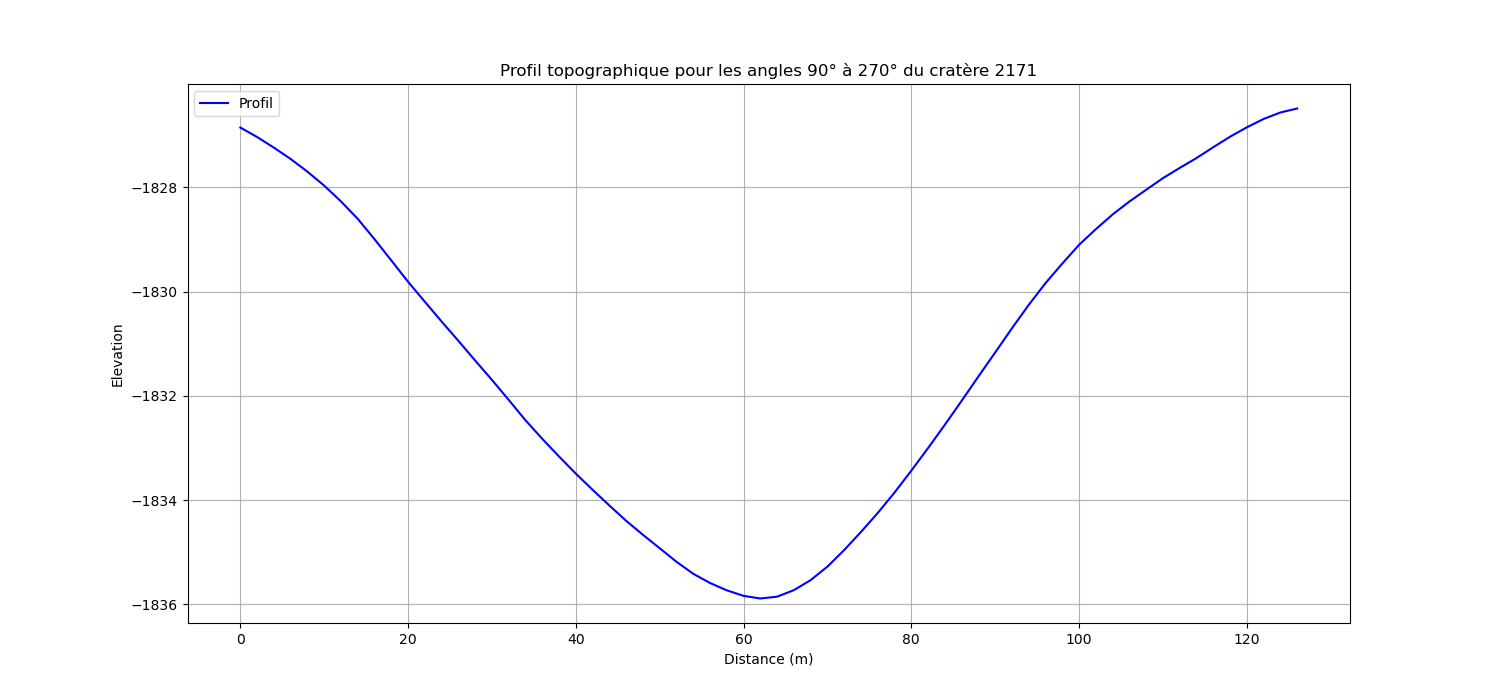 Profil topographique pour les angles 90° à 270° du cratère 2171
Profil
−1828
−1830
−1832
−1834
−1836
Elevation
0 20 40 60 80 100 120
Distance (m)